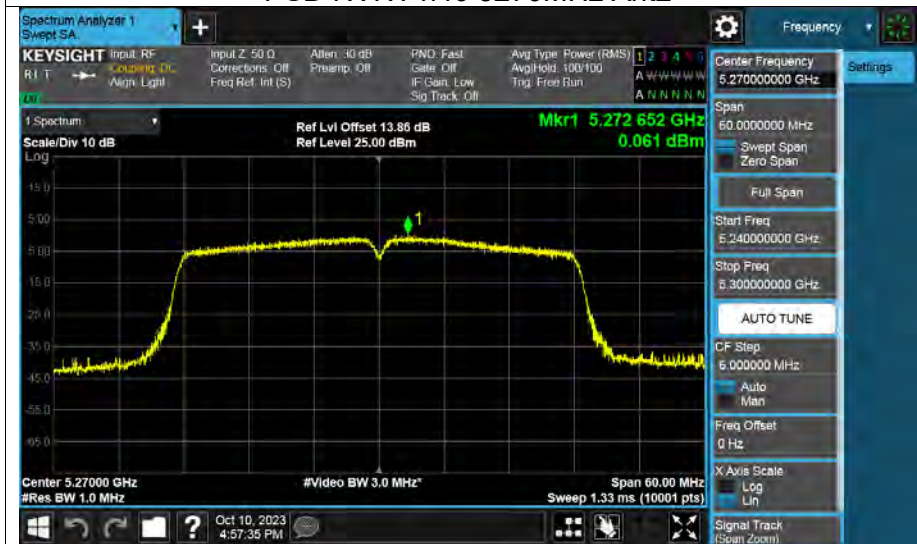 Spectrum Analyzer 1
Swept SA
+
Frequency
KEYSIGHT Input: RF
R L T
Align: Light
Input Z: 50 Ω
Corrections: Off
Freq Ref: Int (S)
Atten: 30 dB
Preamp: Off
PNO: Fast
Gate: Off
IF Gain: Low
Sig Track: Off
Avg Type: Power (RMS)
Avg|Hold: 100/100
Trig: Free Run
1 2 3 4 5 6
A W W W W W
A N N N N N
1 Spectrum
Scale/Div 10 dB
Log
Ref Lvl Offset 13.86 dB
Ref Level 25.00 dBm
Mkr1 5.272 652 GHz
0.061 dBm
15.0
5.00
1
-5.00
-15.0
-25.0
-35.0
-45.0
-55.0
-65.0
Center 5.27000 GHz
#Res BW 1.0 MHz
#Video BW 3.0 MHz*
Span 60.00 MHz
Sweep 1.33 ms (10001 pts)
?
Oct 10, 2023
4:57:35 PM
Center Frequency
5.270000000 GHz
Settings
Span
60.0000000 MHz
Swept Span
Zero Span
Full Span
Start Freq
5.240000000 GHz
Stop Freq
5.300000000 GHz
AUTO TUNE
CF Step
6.000000 MHz
Auto
Man
Freq Offset
0 Hz
X Axis Scale
Log
Lin
Signal Track
(Span Zoom)